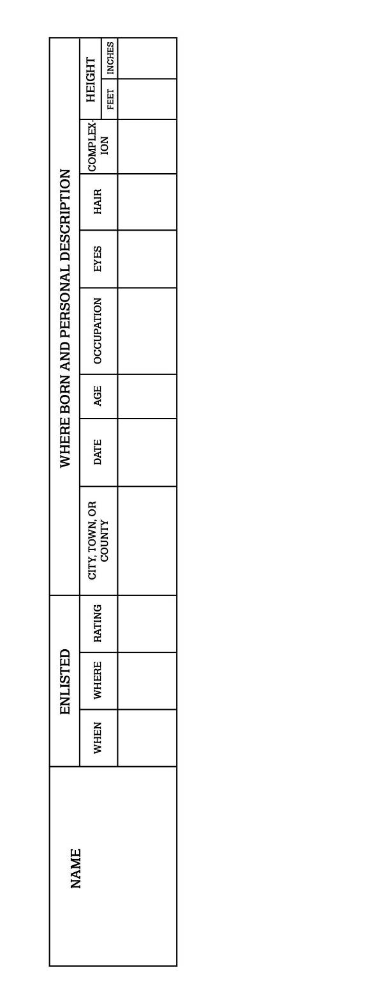 NAME
ENLISTED
WHERE BORN AND PERSONAL DESCRIPTION
WHEN
WHERE
RATING
CITY, TOWN, OR
COUNTY
DATE
AGE
OCCUPATION
EYES
HAIR
COMPLEX-
ION
HEIGHT
FEET
INCHES